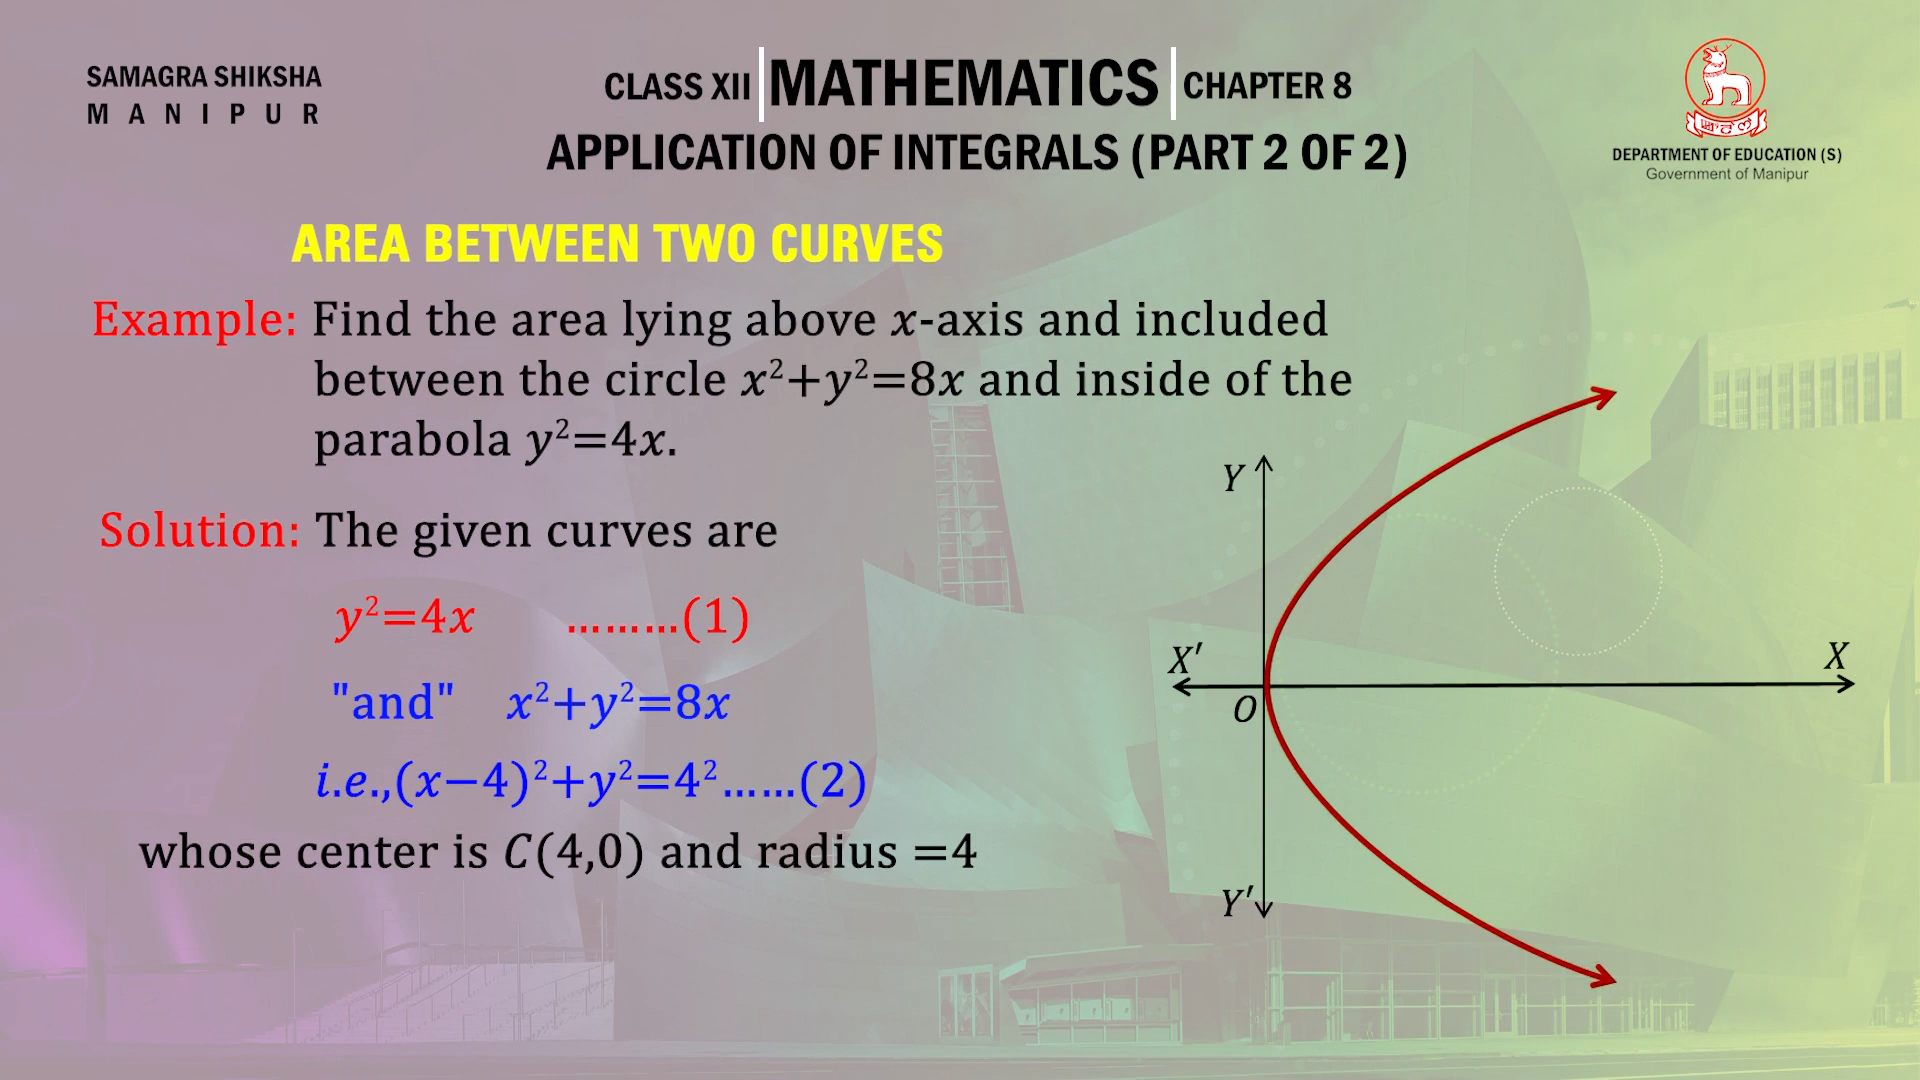 SAMAGRA SHIKSHA
MANIPUR
CLASS XII MATHEMATICS CHAPTER 8
APPLICATION OF INTEGRALS (PART 2 OF 2)
DEPARTMENT OF EDUCATION (S)
Government of Manipur
AREA BETWEEN TWO CURVES
Example: Find the area lying above x-axis and included
between the circle x²+y²=8x and inside of the
parabola y²=4x.
Solution: The given curves are
y²=4x ………(1)
"and" x²+y²=8x
i.e.,(x−4)²+y²=4²……(2)
whose center is C(4,0) and radius =4
Y
X′
X
O
Y′